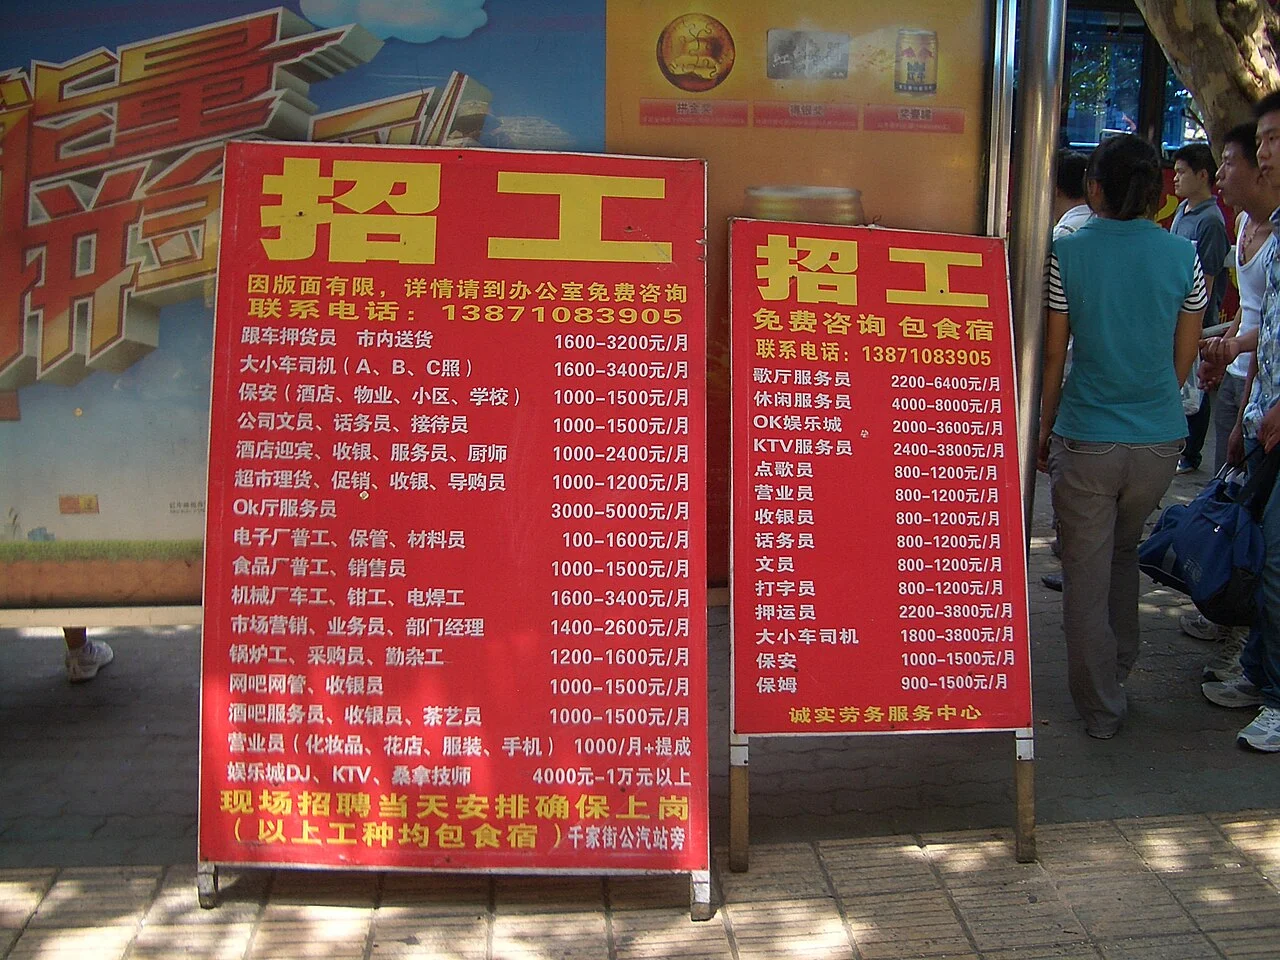 招工
因版面有限，详情请到办公室免费咨询
联系电话：13871083905
跟车押货员 市内送货 1600-3200元/月
大小车司机（A、B、C照） 1600-3400元/月
保安（酒店、物业、小区、学校） 1000-1500元/月
公司文员、话务员、接待员 1000-1500元/月
酒店迎宾、收银、服务员、厨师 1000-2400元/月
超市理货、促销、收银、导购员 1000-1200元/月
Ok厅服务员 3000-5000元/月
电子厂普工、保管、材料员 100-1600元/月
食品厂普工、销售员 1000-1500元/月
机械厂车工、钳工、电焊工 1600-3400元/月
市场营销、业务员、部门经理 1400-2600元/月
锅炉工、采购员、勤杂工 1200-1600元/月
网吧网管、收银员 1000-1500元/月
酒吧服务员、收银员、茶艺员 1000-1500元/月
营业员（化妆品、花店、服装、手机） 1000/月+提成
娱乐城DJ、KTV、桑拿技师 4000元-1万元以上
现场招聘当天安排确保上岗
（以上工种均包食宿）千家街公汽站旁
招工
免费咨询 包食宿
联系电话：13871083905
歌厅服务员 2200-6400元/月
休闲服务员 4000-8000元/月
OK娱乐城 2000-3600元/月
KTV服务员 2400-3800元/月
点歌员 800-1200元/月
营业员 800-1200元/月
收银员 800-1200元/月
话务员 800-1200元/月
文员 800-1200元/月
打字员 800-1200元/月
押运员 2200-3800元/月
大小车司机 1800-3800元/月
保安 1000-1500元/月
保姆 900-1500元/月
诚实劳务服务中心